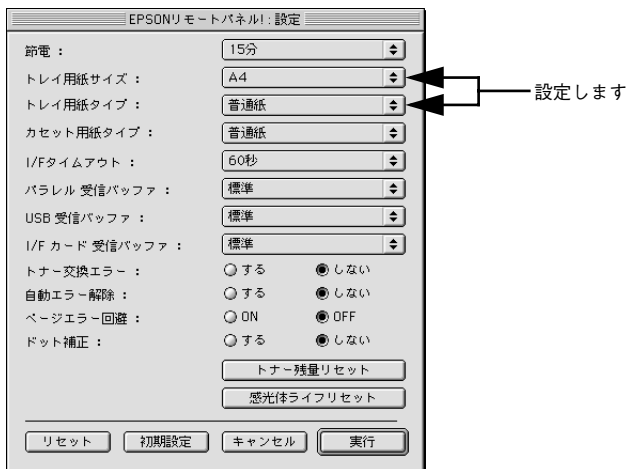 EPSONリモートパネル!:設定
節電: 15分
トレイ用紙サイズ: A4
トレイ用紙タイプ: 普通紙
設定します
カセット用紙タイプ: 普通紙
I/Fタイムアウト: 60秒
パラレル 受信バッファ: 標準
USB 受信バッファ: 標準
I/F カード 受信バッファ: 標準
トナー交換エラー: する しない
自動エラー解除: する しない
ページエラー回避: ON OFF
ドット補正: する しない
トナー残量リセット
感光体ライフリセット
リセット 初期設定 キャンセル 実行